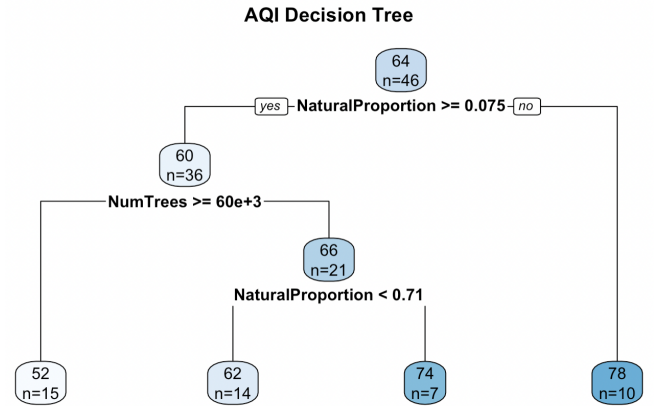 AQI Decision Tree
64
n=46
yes NaturalProportion >= 0.075 no
60
n=36
NumTrees >= 60e+3
66
n=21
NaturalProportion < 0.71
52
n=15
62
n=14
74
n=7
78
n=10